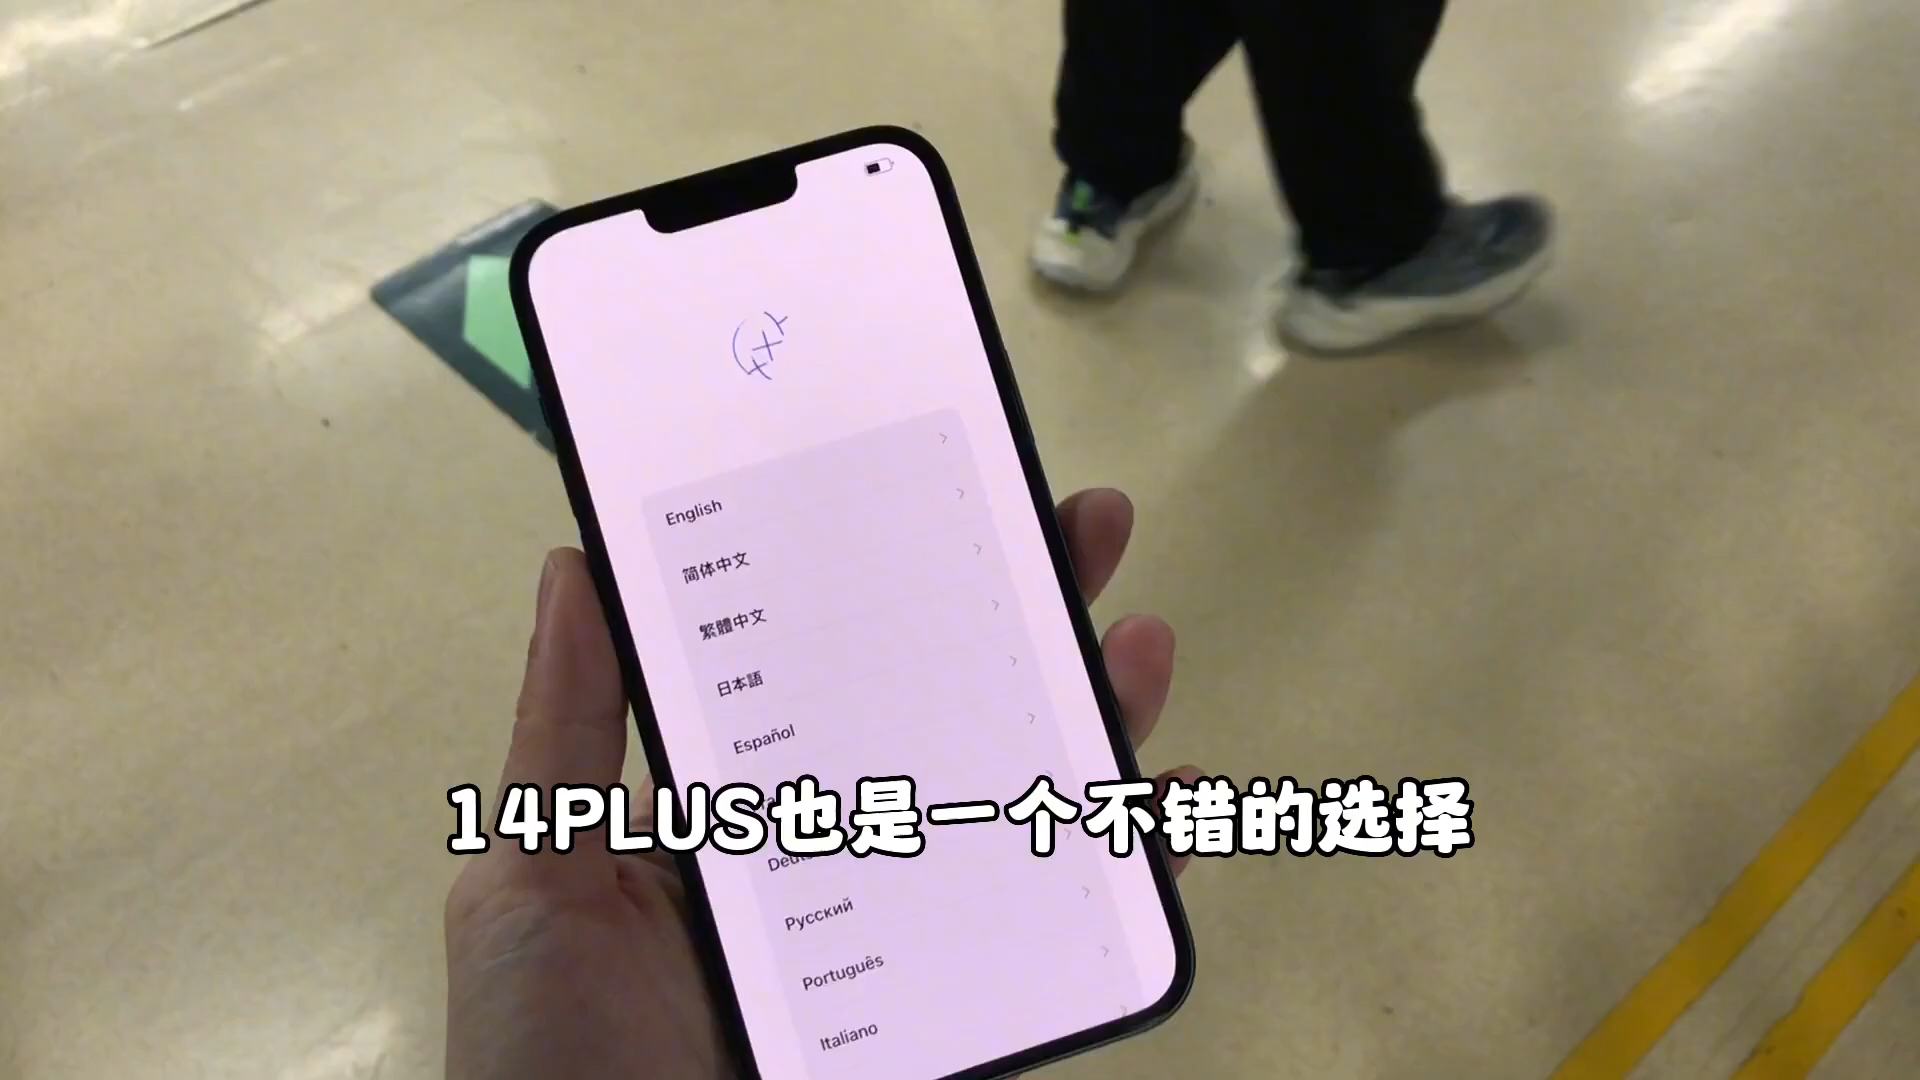 English
简体中文
繁體中文
日本語
Español
Русский
Português
Italiano
14PLUS也是一个不错的选择